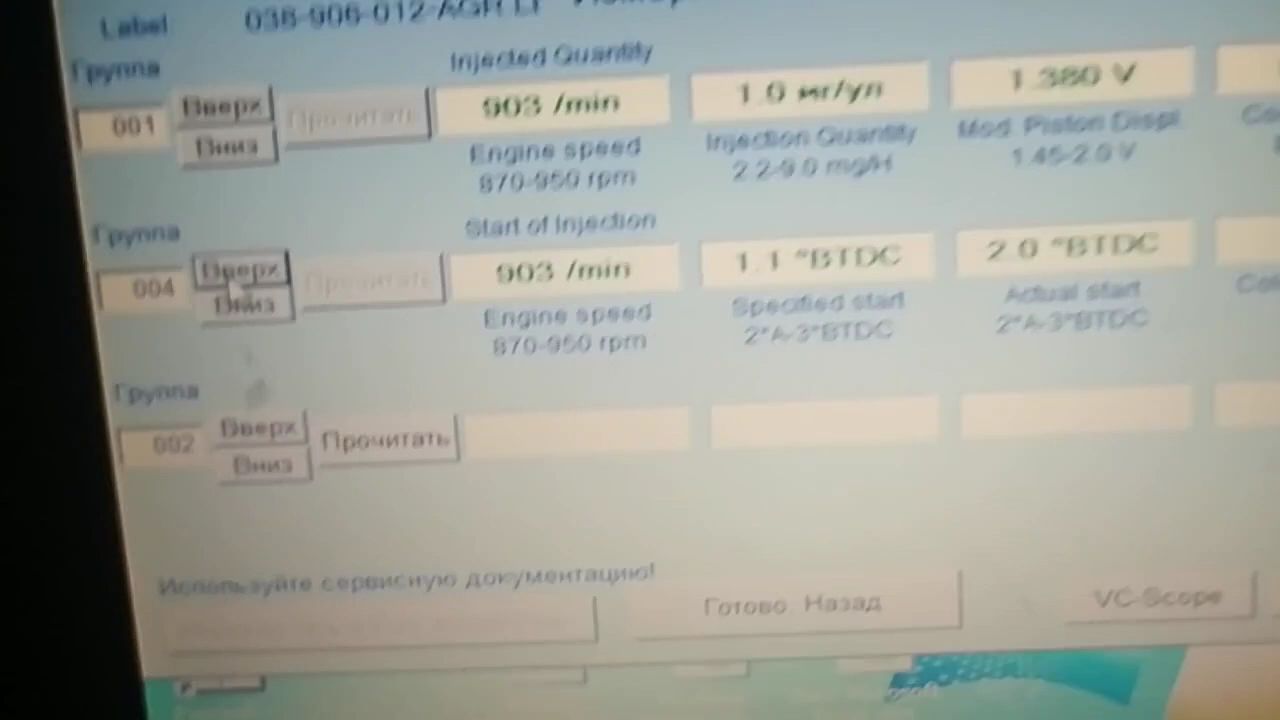 Label 038-906-012-AGR
Группа Injected Quantity
001 Вверх Прочитать 903 /min 1.0 мг/уп 1.380 V
Вниз Engine speed Injection Quantity Mod. Piston Displ.
870-950 rpm 2.2-9.0 mg/H 1.45-2.0 V
Группа Start of Injection
004 Вверх Прочитать 903 /min 1.1 °BTDC 2.0 °BTDC
Вниз Engine speed Specified start Actual start
870-950 rpm 2°A-3°BTDC 2°A-3°BTDC
Группа
002 Вверх Прочитать
Вниз
Используйте сервисную документацию!
Готово. Назад VC-Scope